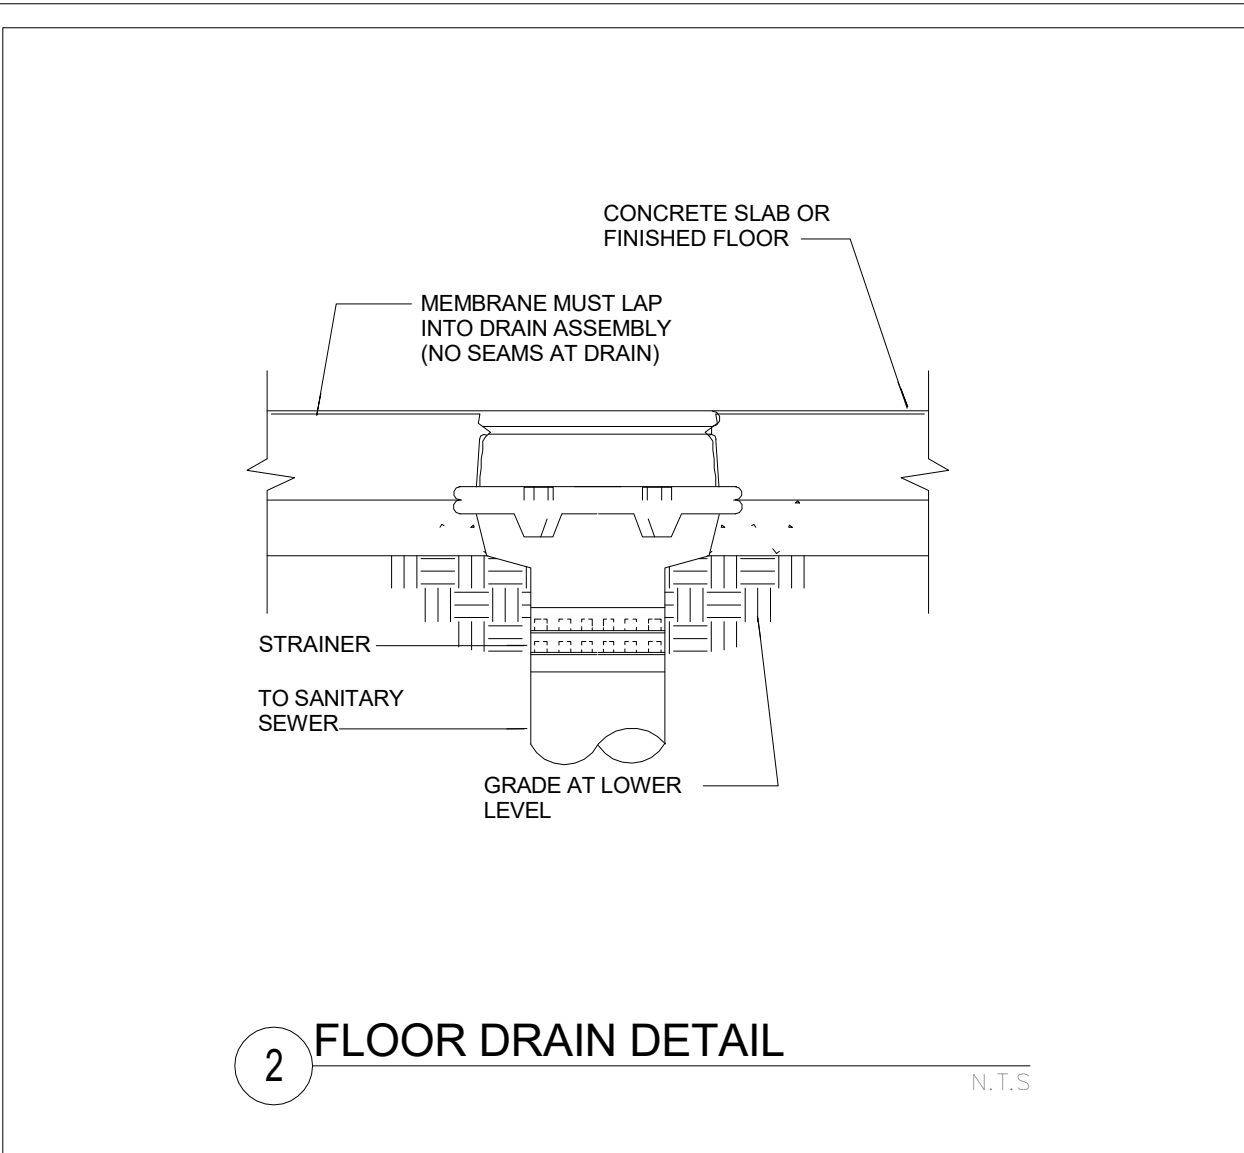 CONCRETE SLAB OR
FINISHED FLOOR
MEMBRANE MUST LAP
INTO DRAIN ASSEMBLY
(NO SEAMS AT DRAIN)
STRAINER
TO SANITARY
SEWER
GRADE AT LOWER
LEVEL
2
FLOOR DRAIN DETAIL
N.T.S